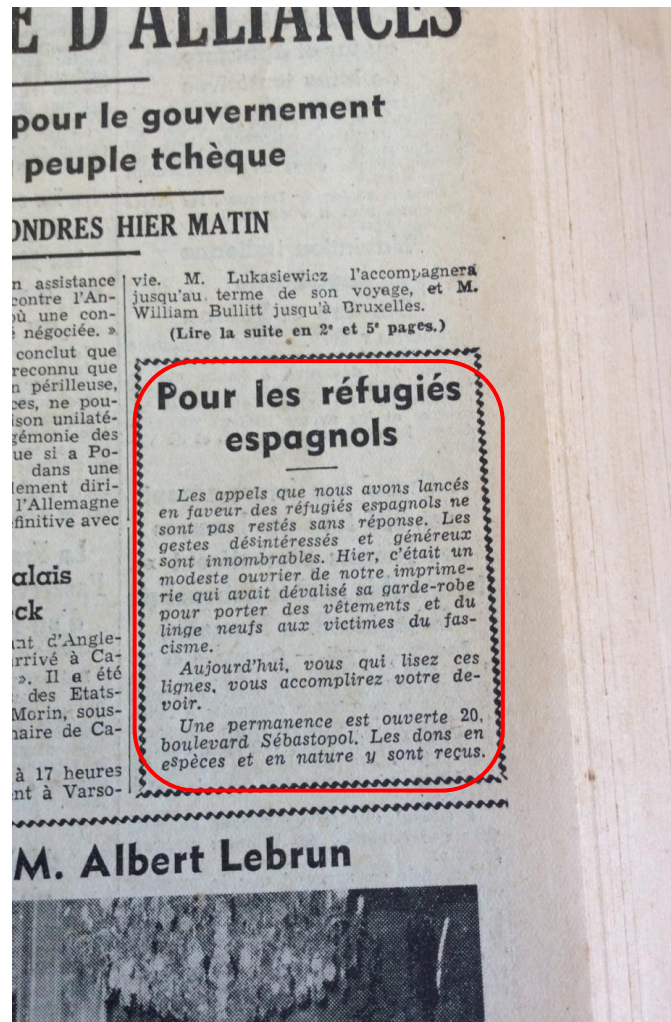 E D'ALLIANCES
pour le gouvernement
peuple tchèque
ONDRES HIER MATIN
n assistance
contre l'An-
où une con-
é négociée. »
conclut que
reconnu que
n périlleuse,
ces, ne pou-
ison unilaté-
gémonie des
ue si a Po-
dans une
lement diri-
l'Allemagne
finitive avec
alais
ck
nt d'Angle-
arrivé à Ca-
». Il a été
des Etats-
Morin, sous-
naire de Ca-
à 17 heures
nt à Varso-
vie. M. Lukasiewicz l'accompagnera
jusqu'au terme de son voyage, et M.
William Bullitt jusqu'à Bruxelles.
(Lire la suite en 2e et 5e pages.)
Pour les réfugiés
espagnols
Les appels que nous avons lancés
en faveur des réfugiés espagnols ne
sont pas restés sans réponse. Les
gestes désintéressés et généreux
sont innombrables. Hier, c'était un
modeste ouvrier de notre imprime-
rie qui avait dévalisé sa garde-robe
pour porter des vêtements et du
linge neufs aux victimes du fas-
cisme.
Aujourd'hui, vous qui lisez ces
lignes, vous accomplirez votre de-
voir.
Une permanence est ouverte 20,
boulevard Sébastopol. Les dons en
espèces et en nature y sont reçus.
M. Albert Lebrun